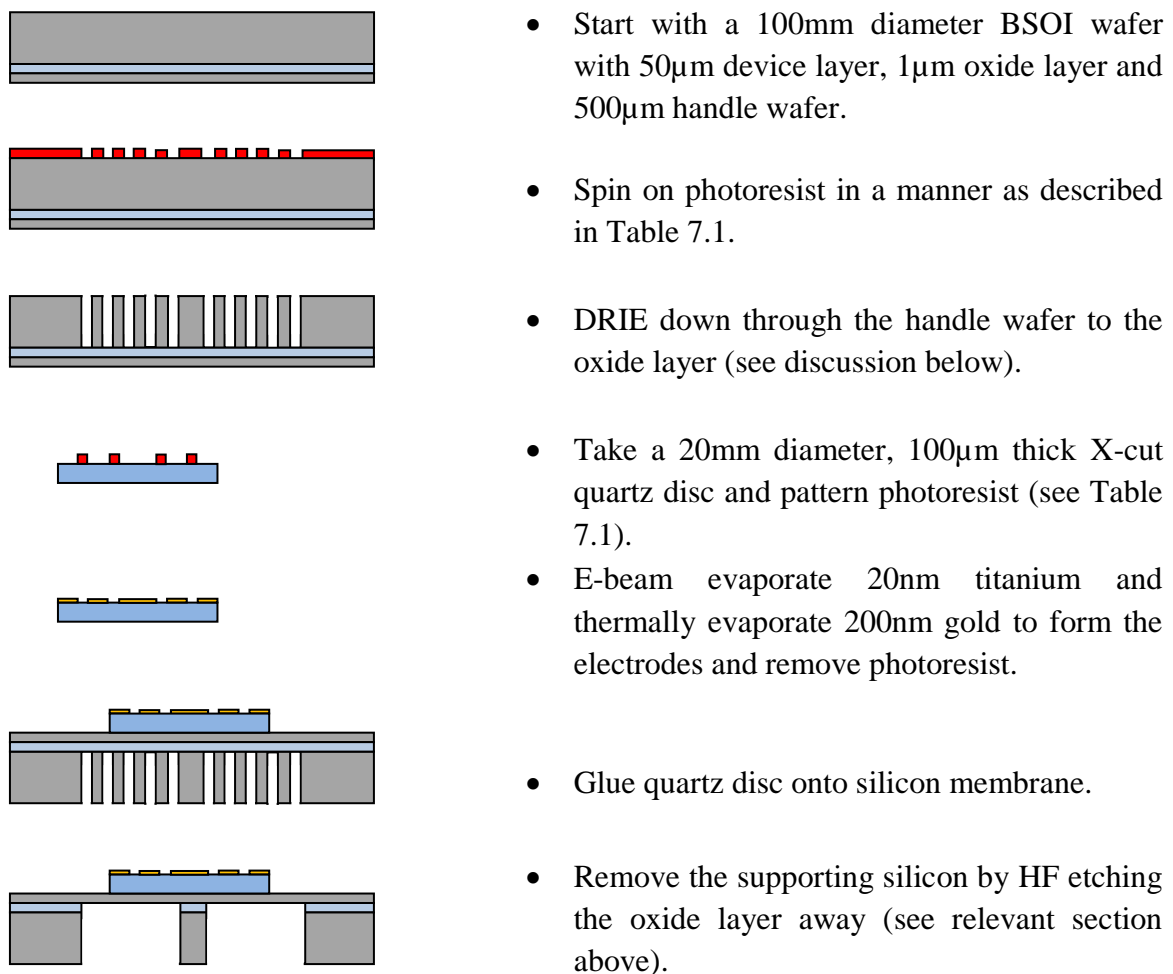 • Start with a 100mm diameter BSOI wafer
with 50µm device layer, 1µm oxide layer and
500µm handle wafer.
• Spin on photoresist in a manner as described
in Table 7.1.
• DRIE down through the handle wafer to the
oxide layer (see discussion below).
• Take a 20mm diameter, 100µm thick X-cut
quartz disc and pattern photoresist (see Table
7.1).
• E-beam evaporate 20nm titanium and
thermally evaporate 200nm gold to form the
electrodes and remove photoresist.
• Glue quartz disc onto silicon membrane.
• Remove the supporting silicon by HF etching
the oxide layer away (see relevant section
above).